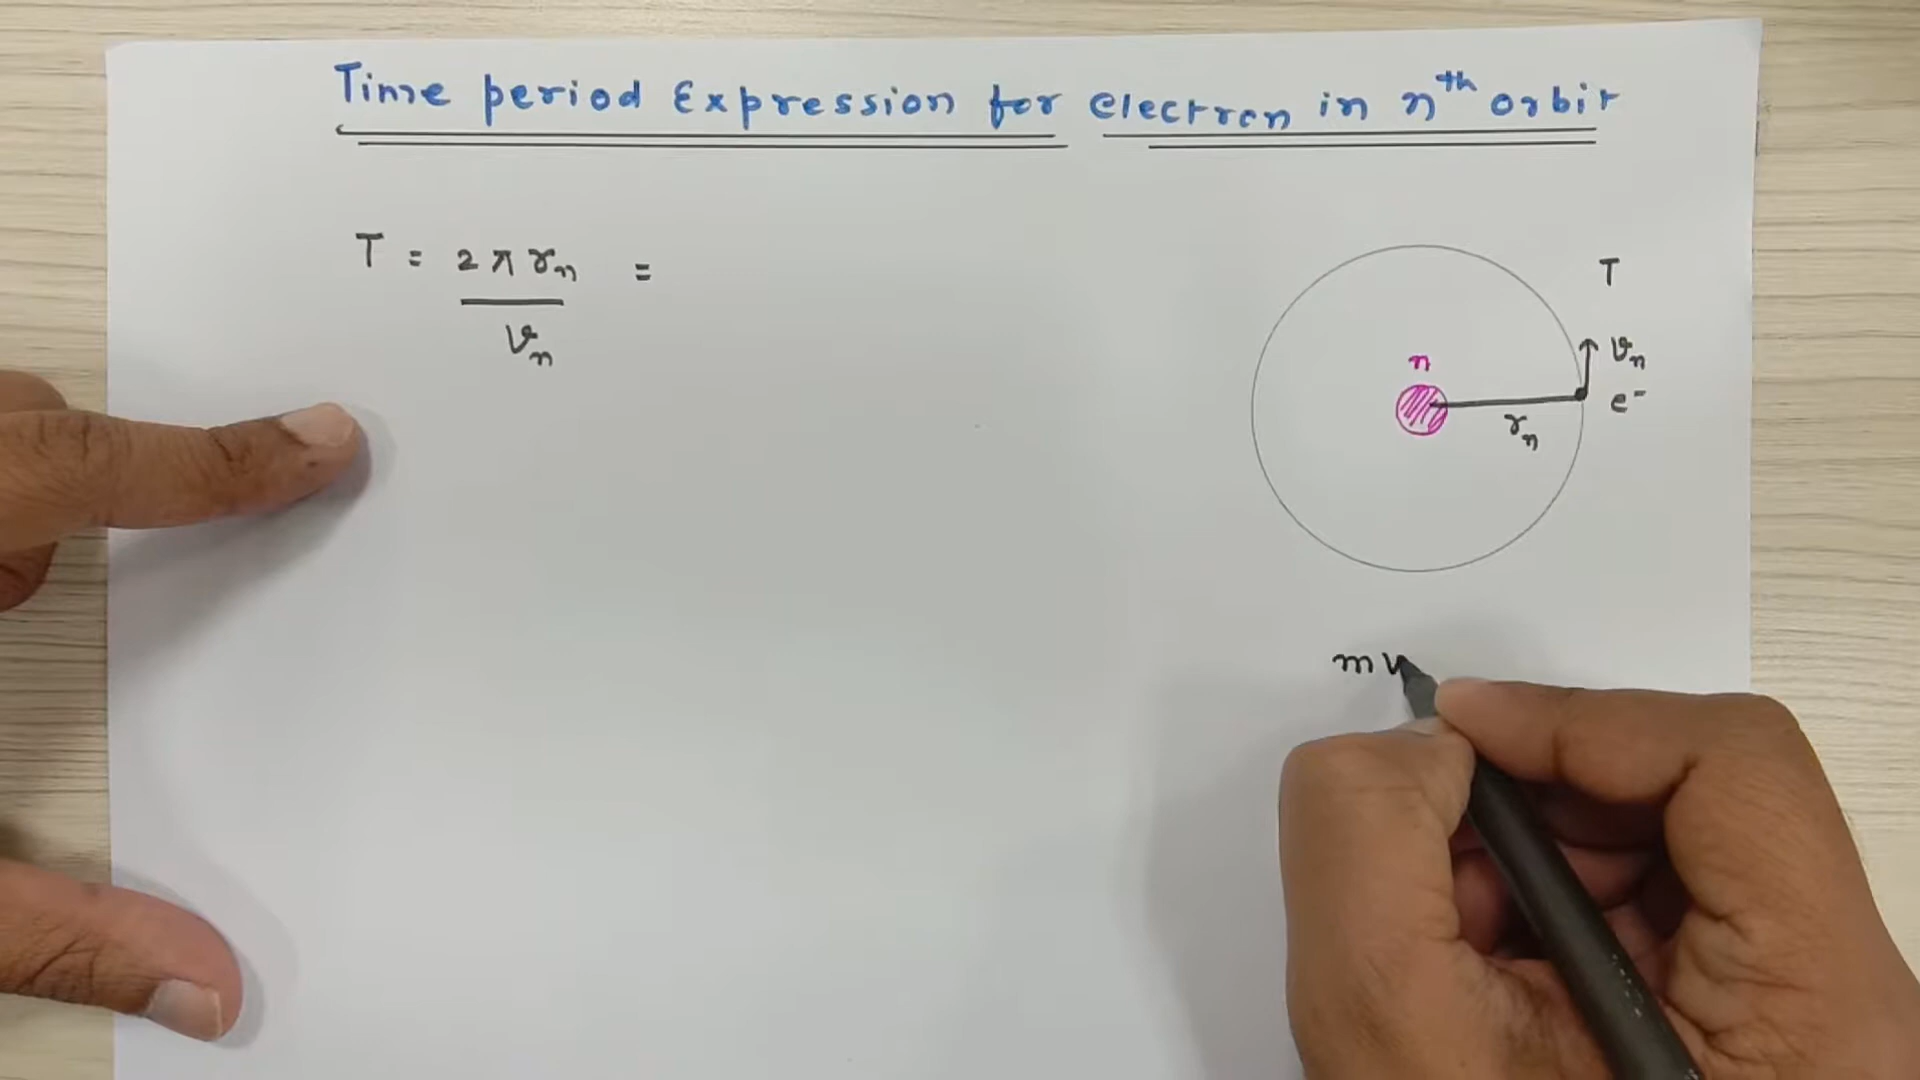 Time period Expression for electron in nᵗʰ orbit
T = 2πrₙ / vₙ =
T
n
vₙ
e⁻
rₙ
mv